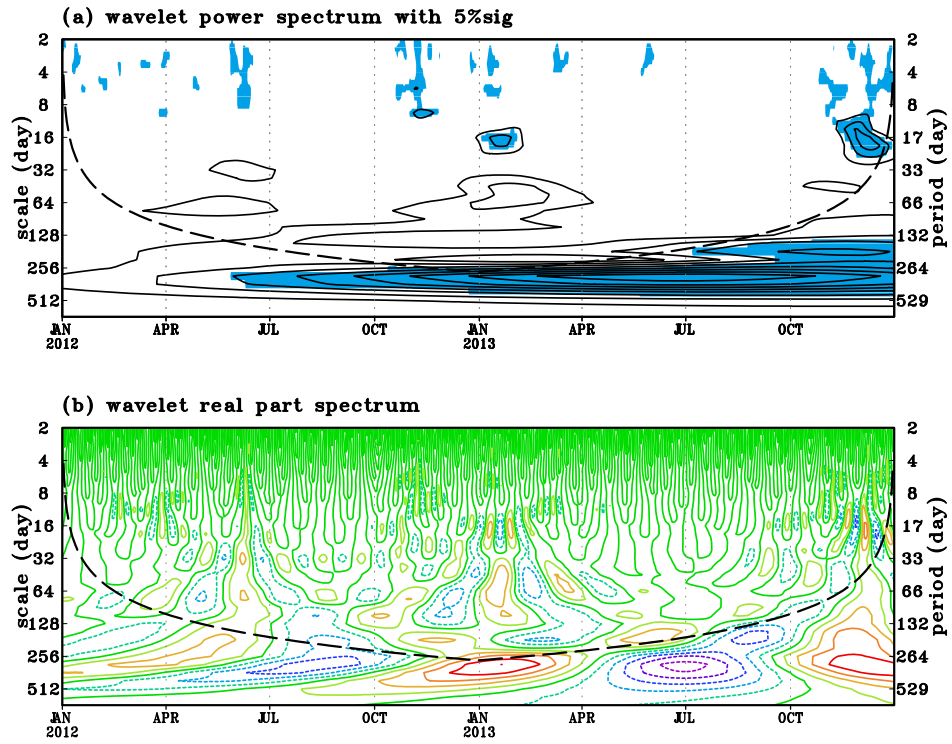 (a) wavelet power spectrum with 5%sig
2 2
4 4
8 8
16 17
32 33
64 66
128 132
256 264
512 529
scale (day)
period (day)
JAN APR JUL OCT JAN APR JUL OCT
2012 2013
(b) wavelet real part spectrum
2 2
4 4
8 8
16 17
32 33
64 66
128 132
256 264
512 529
scale (day)
period (day)
JAN APR JUL OCT JAN APR JUL OCT
2012 2013